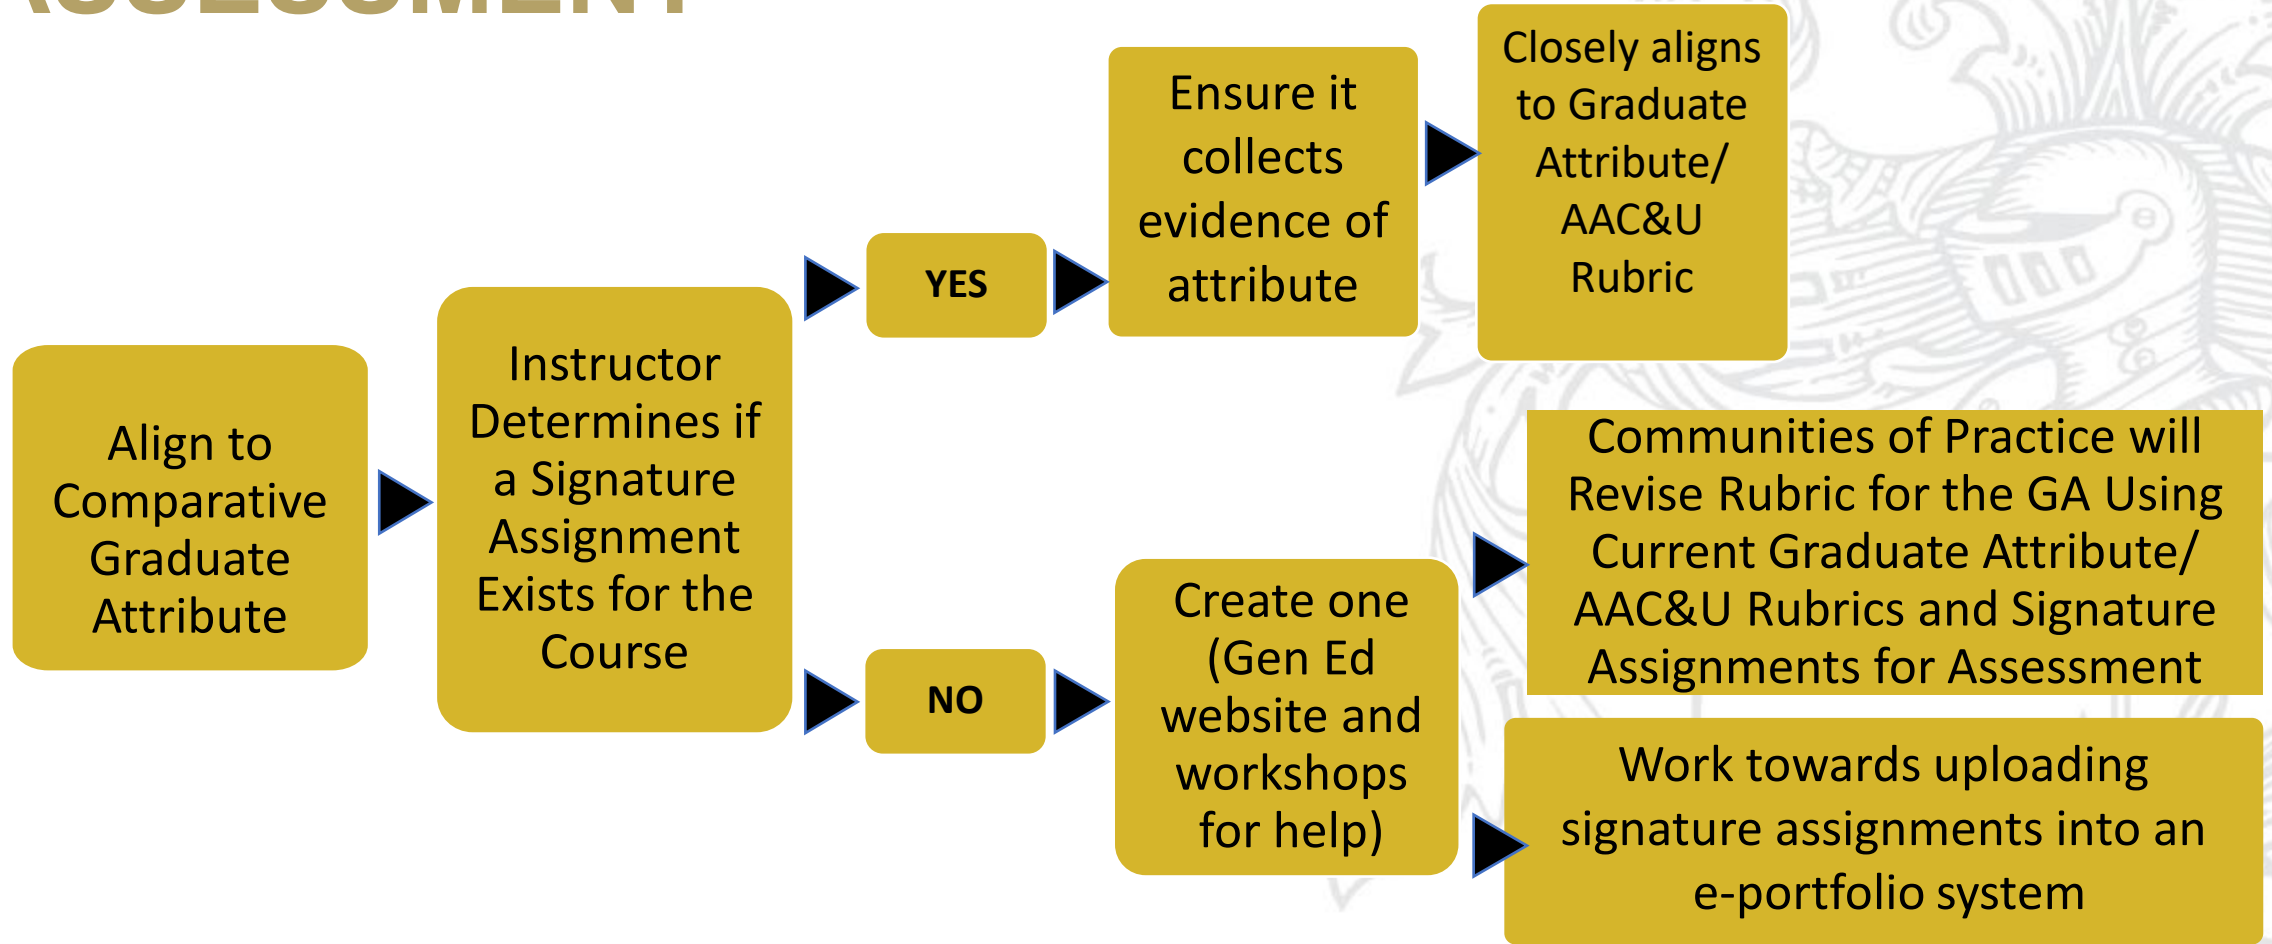 ASSESSMENT
Align to
Comparative
Graduate
Attribute
Instructor
Determines if
a Signature
Assignment
Exists for the
Course
YES
Ensure it
collects
evidence of
attribute
Closely aligns
to Graduate
Attribute/
AAC&U
Rubric
NO
Create one
(Gen Ed
website and
workshops
for help)
Communities of Practice will
Revise Rubric for the GA Using
Current Graduate Attribute/
AAC&U Rubrics and Signature
Assignments for Assessment
Work towards uploading
signature assignments into an
e-portfolio system